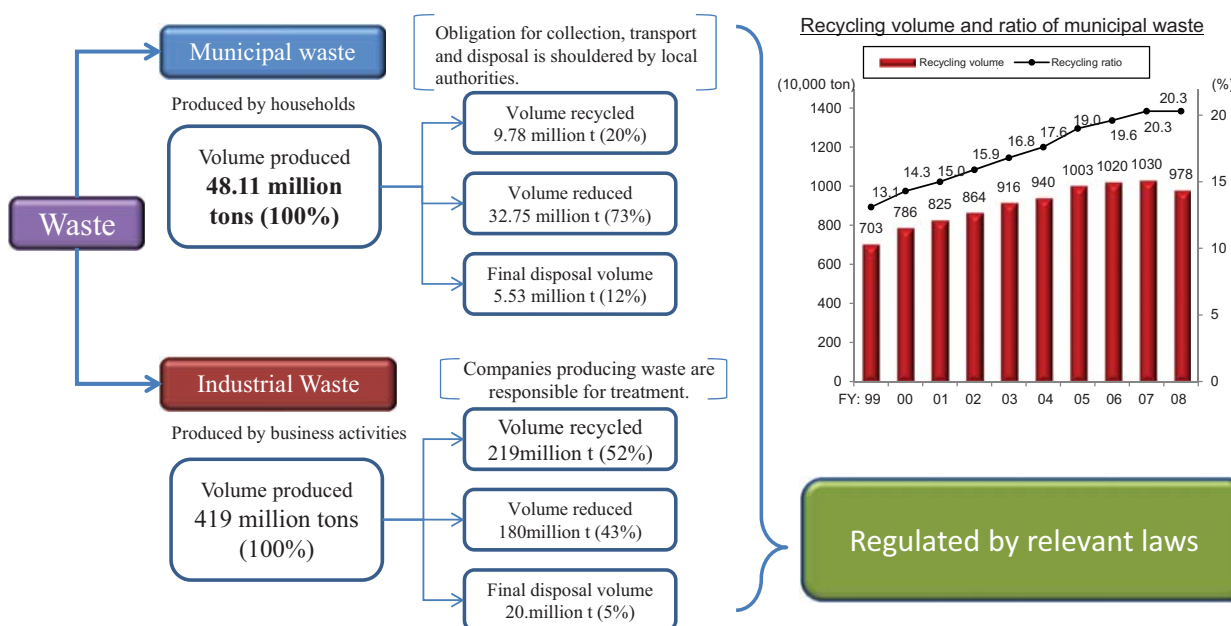 Waste
Municipal waste
Obligation for collection, transport
and disposal is shouldered by local
authorities.
Produced by households
Volume produced
48.11 million
tons (100%)
Volume recycled
9.78 million t (20%)
Volume reduced
32.75 million t (73%)
Final disposal volume
5.53 million t (12%)
Industrial Waste
Companies producing waste are
responsible for treatment.
Produced by business activities
Volume produced
419 million tons
(100%)
Volume recycled
219million t (52%)
Volume reduced
180million t (43%)
Final disposal volume
20.million t (5%)
Recycling volume and ratio of municipal waste
Recycling volume Recycling ratio
(10,000 ton) (%)
1400
1200
1000
800
600
400
200
0
20
15
10
5
0
13.1 14.3 15.0 15.9 16.8 17.6 19.0 19.6 20.3 20.3
703 786 825 864 916 940 1003 1020 1030 978
FY: 99 00 01 02 03 04 05 06 07 08
Regulated by relevant laws